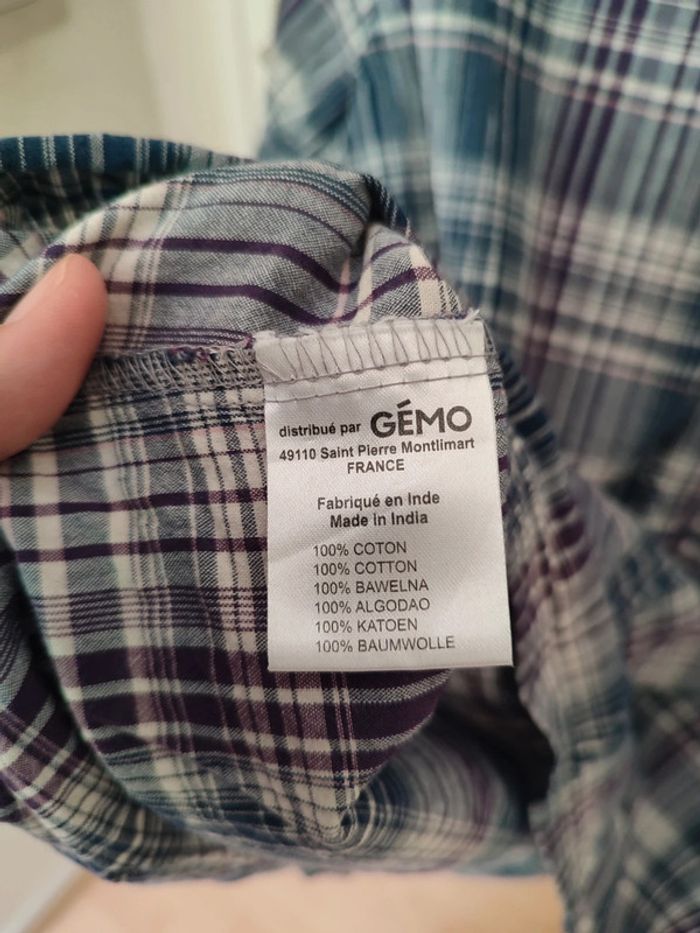 distribué par GÉMO
49110 Saint Pierre Montlimart
FRANCE
Fabriqué en Inde
Made in India
100% COTON
100% COTTON
100% BAWELNA
100% ALGODAO
100% KATOEN
100% BAUMWOLLE